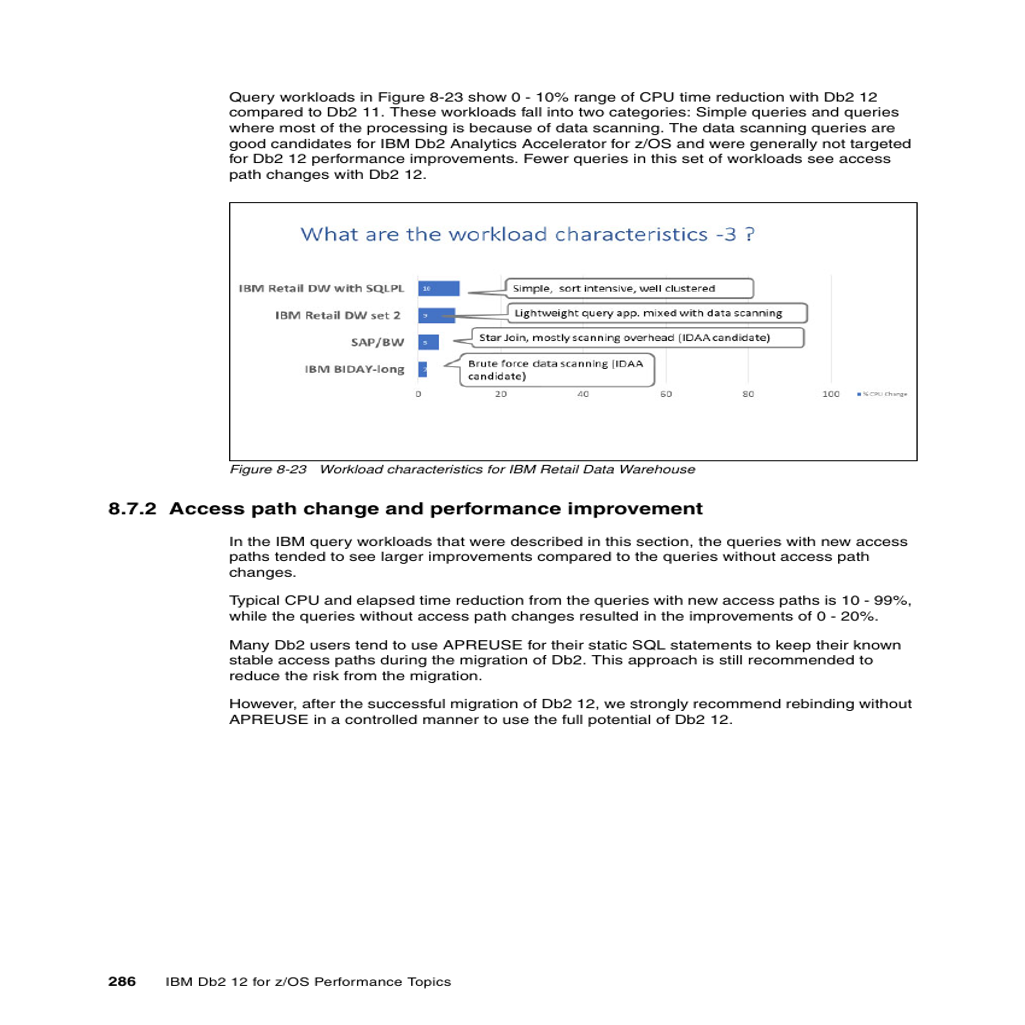 Query workloads in Figure 8-23 show 0 - 10% range of CPU time reduction with Db2 12
compared to Db2 11. These workloads fall into two categories: Simple queries and queries
where most of the processing is because of data scanning. The data scanning queries are
good candidates for IBM Db2 Analytics Accelerator for z/OS and were generally not targeted
for Db2 12 performance improvements. Fewer queries in this set of workloads see access
path changes with Db2 12.
What are the workload characteristics -3 ?
IBM Retail DW with SQLPL
10
Simple, sort intensive, well clustered
IBM Retail DW set 2
9
Lightweight query app. mixed with data scanning
SAP/BW
5
Star Join, mostly scanning overhead (IDAA candidate)
IBM BIDAY-long
Brute force data scanning (IDAA
candidate)
0 20 40 60 80 100
% CPU Change
Figure 8-23 Workload characteristics for IBM Retail Data Warehouse
8.7.2 Access path change and performance improvement
In the IBM query workloads that were described in this section, the queries with new access
paths tended to see larger improvements compared to the queries without access path
changes.
Typical CPU and elapsed time reduction from the queries with new access paths is 10 - 99%,
while the queries without access path changes resulted in the improvements of 0 - 20%.
Many Db2 users tend to use APREUSE for their static SQL statements to keep their known
stable access paths during the migration of Db2. This approach is still recommended to
reduce the risk from the migration.
However, after the successful migration of Db2 12, we strongly recommend rebinding without
APREUSE in a controlled manner to use the full potential of Db2 12.
286 IBM Db2 12 for z/OS Performance Topics